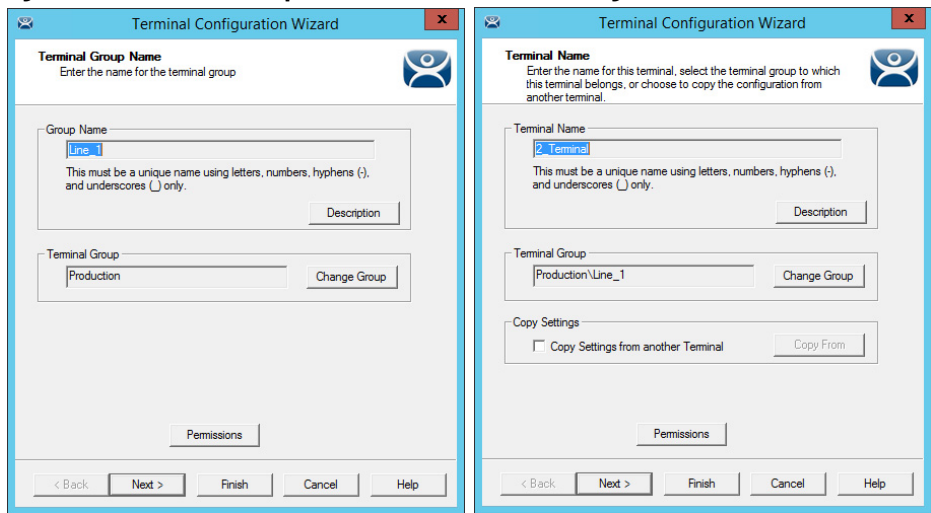 Terminal Configuration Wizard
x
Terminal Group Name
Enter the name for the terminal group
Group Name
Line_1
This must be a unique name using letters, numbers, hyphens (-),
and underscores (_) only.
Description
Terminal Group
Production
Change Group
Permissions
< Back
Next >
Finish
Cancel
Help
Terminal Configuration Wizard
x
Terminal Name
Enter the name for this terminal, select the terminal group to which
this terminal belongs, or choose to copy the configuration from
another terminal.
Terminal Name
2_Terminal
This must be a unique name using letters, numbers, hyphens (-),
and underscores (_) only.
Description
Terminal Group
Production\Line_1
Change Group
Copy Settings
Copy Settings from another Terminal
Copy From
Permissions
< Back
Next >
Finish
Cancel
Help